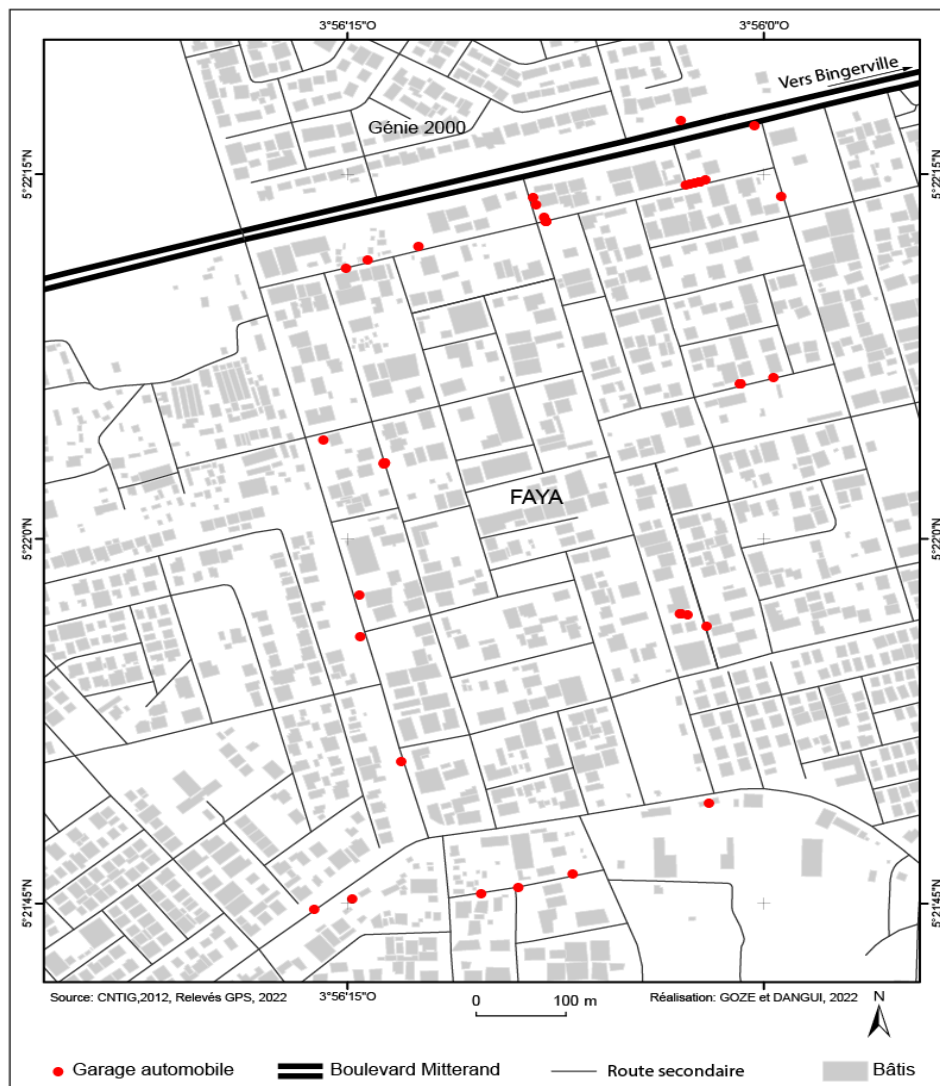 3°56'15"O 3°56'0"O
Vers Bingerville
Génie 2000
5°22'15"N 5°22'15"N
FAYA
5°22'0"N 5°22'0"N
5°21'45"N 5°21'45"N
Source: CNTIG,2012, Relevés GPS, 2022 3°56'15"O 0 100 m Réalisation: GOZE et DANGUI, 2022 N
Garage automobile Boulevard Mitterand Route secondaire Bâtis